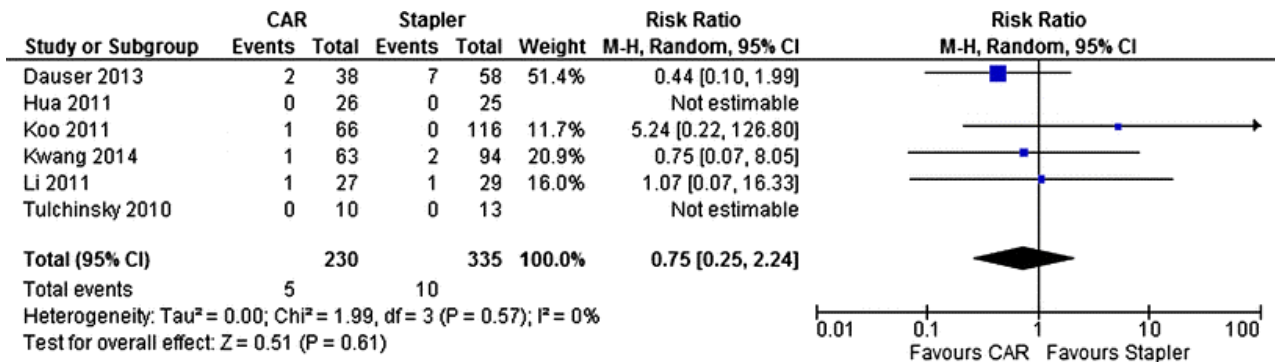 CAR Stapler Risk Ratio Risk Ratio
Study or Subgroup Events Total Events Total Weight M-H, Random, 95% CI M-H, Random, 95% CI
Dauser 2013 2 38 7 58 51.4% 0.44 [0.10, 1.99]
Hua 2011 0 26 0 25 Not estimable
Koo 2011 1 66 0 116 11.7% 5.24 [0.22, 126.80]
Kwang 2014 1 63 2 94 20.9% 0.75 [0.07, 8.05]
Li 2011 1 27 1 29 16.0% 1.07 [0.07, 16.33]
Tulchinsky 2010 0 10 0 13 Not estimable
Total (95% CI) 230 335 100.0% 0.75 [0.25, 2.24]
Total events 5 10
Heterogeneity: Tau² = 0.00; Chi² = 1.99, df = 3 (P = 0.57); I² = 0%
Test for overall effect: Z = 0.51 (P = 0.61)
0.01 0.1 1 10 100
Favours CAR Favours Stapler